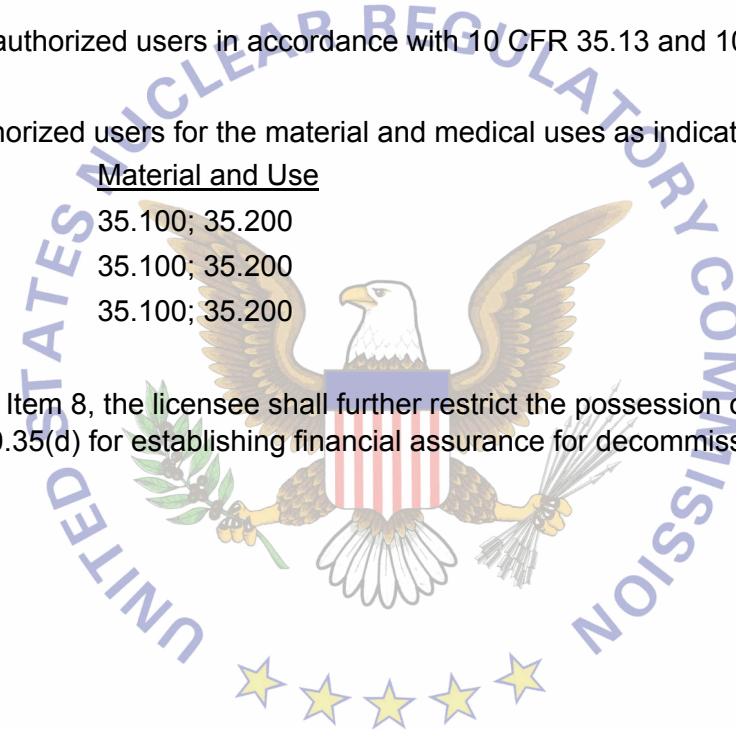 authorized users in accordance with 10 CFR 35.13 and 10
horized users for the material and medical uses as indicat
Material and Use
35.100; 35.200
35.100; 35.200
35.100; 35.200
Item 8, the licensee shall further restrict the possession
.35(d) for establishing financial assurance for decommiss
UNITED STATES NUCLEAR REGULATORY COMMISSION